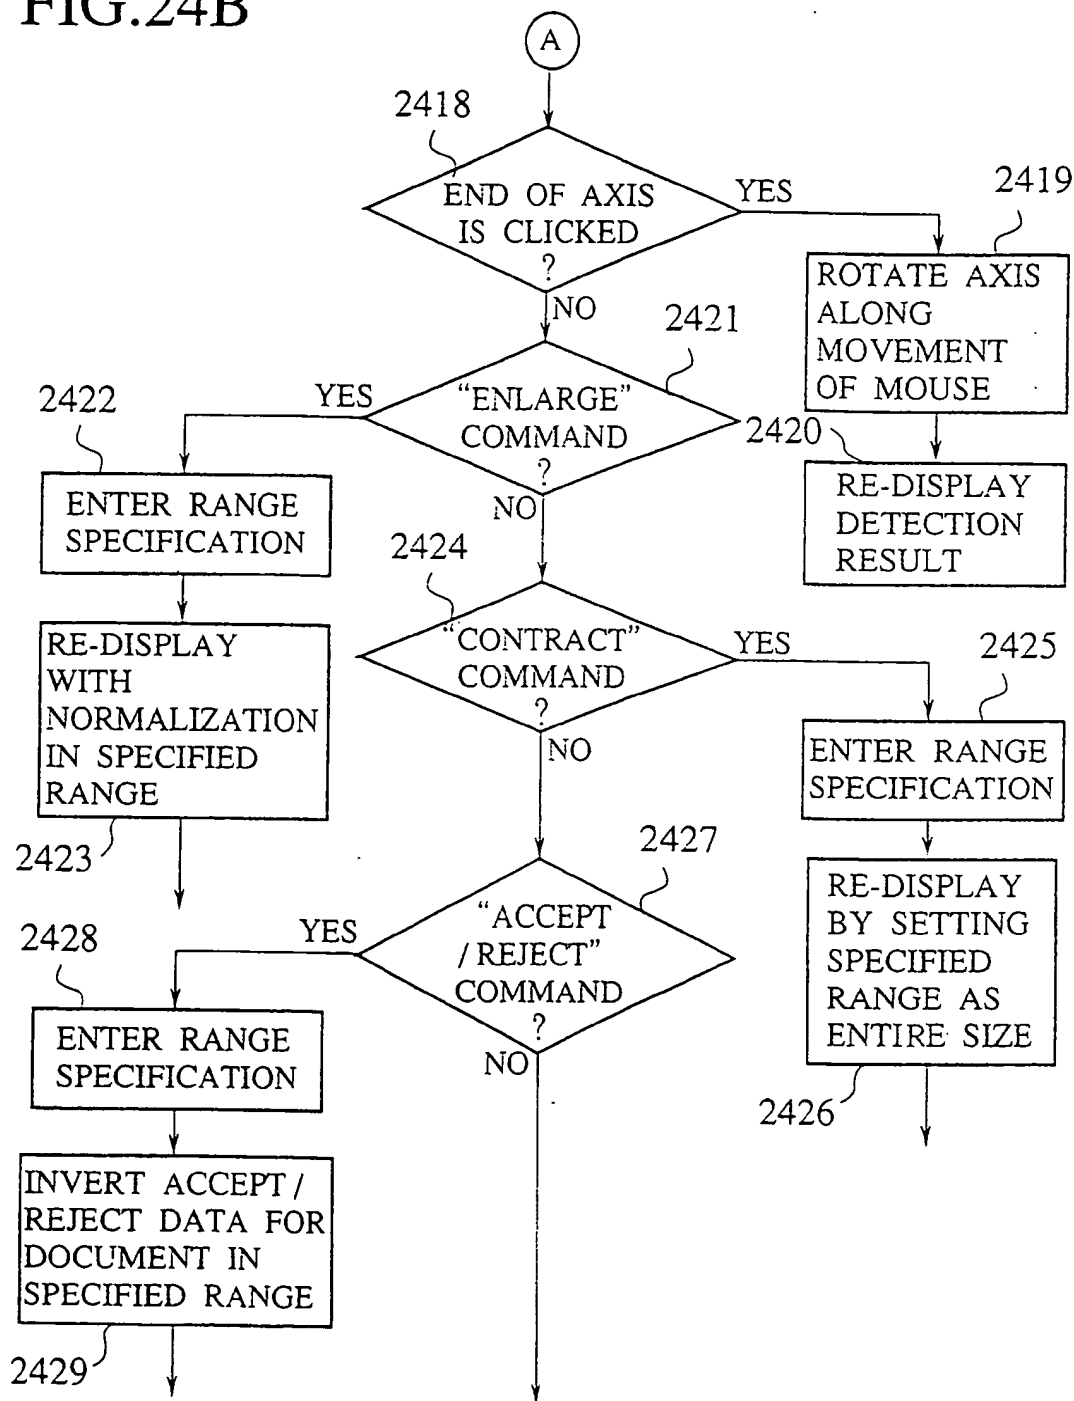 FIG.24B
A
2418
END OF AXIS
IS CLICKED
?
YES
NO
2419
ROTATE AXIS
ALONG
MOVEMENT
OF MOUSE
2420
RE-DISPLAY
DETECTION
RESULT
2421
"ENLARGE"
COMMAND
?
YES
NO
2422
ENTER RANGE
SPECIFICATION
RE-DISPLAY
WITH
NORMALIZATION
IN SPECIFIED
RANGE
2423
2424
"CONTRACT"
COMMAND
?
YES
NO
2425
ENTER RANGE
SPECIFICATION
RE-DISPLAY
BY SETTING
SPECIFIED
RANGE AS
ENTIRE SIZE
2426
2427
"ACCEPT
/REJECT"
COMMAND
?
YES
NO
2428
ENTER RANGE
SPECIFICATION
INVERT ACCEPT/
REJECT DATA FOR
DOCUMENT IN
SPECIFIED RANGE
2429